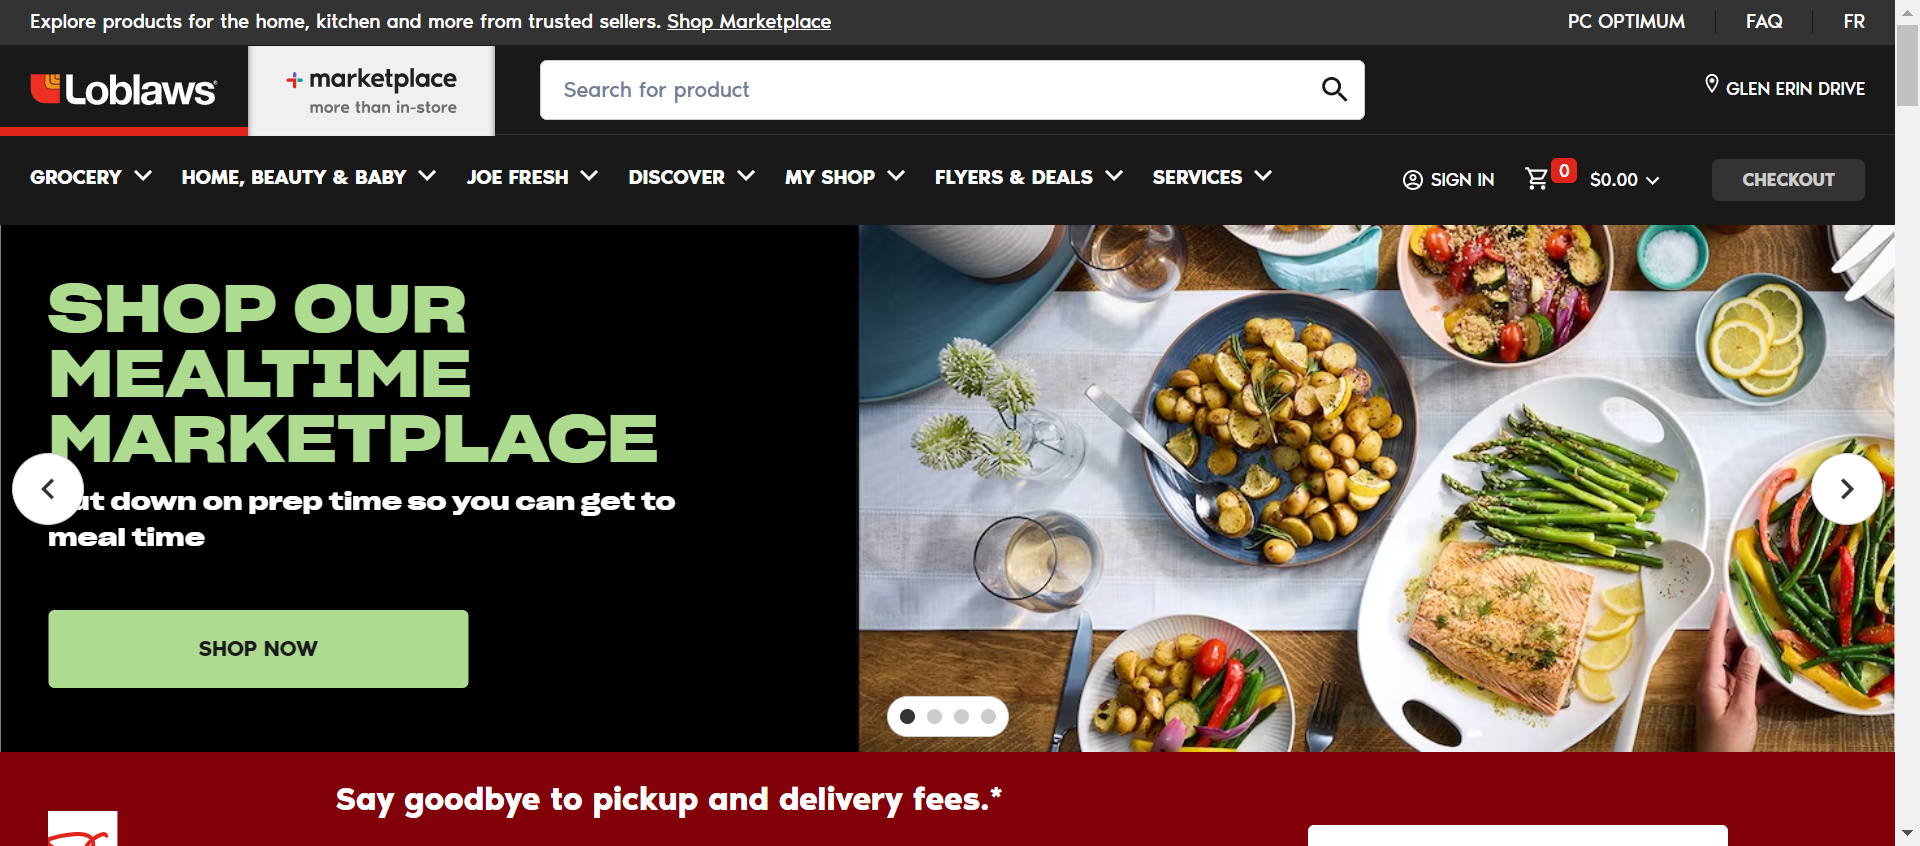 Explore products for the home, kitchen and more from trusted sellers. Shop Marketplace
PC OPTIMUM
FAQ
FR
Loblaws®
marketplace
more than in-store
Search for product
GLEN ERIN DRIVE
GROCERY
HOME, BEAUTY & BABY
JOE FRESH
DISCOVER
MY SHOP
FLYERS & DEALS
SERVICES
SIGN IN
0
$0.00
CHECKOUT
SHOP OUR
MEALTIME
MARKETPLACE
ut down on prep time so you can get to
meal time
SHOP NOW
Say goodbye to pickup and delivery fees.*